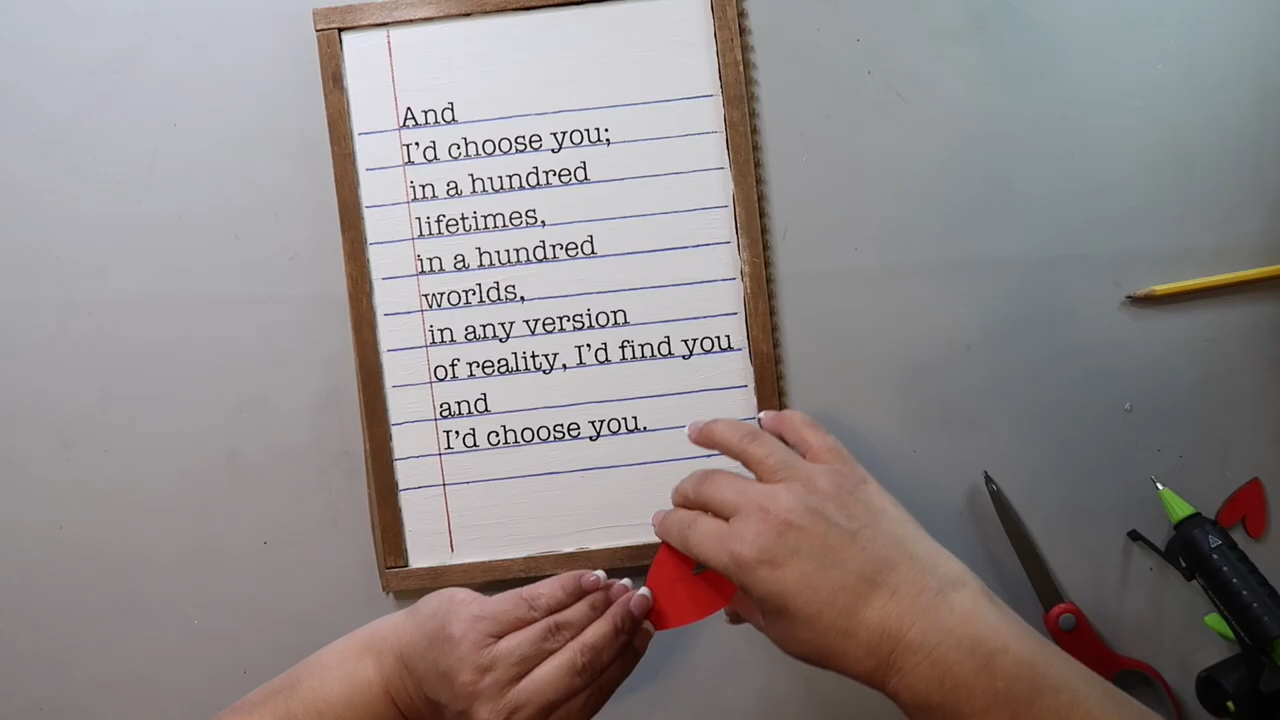 And
I'd choose you;
in a hundred
lifetimes,
in a hundred
worlds,
in any version
of reality, I'd find you
and
I'd choose you.